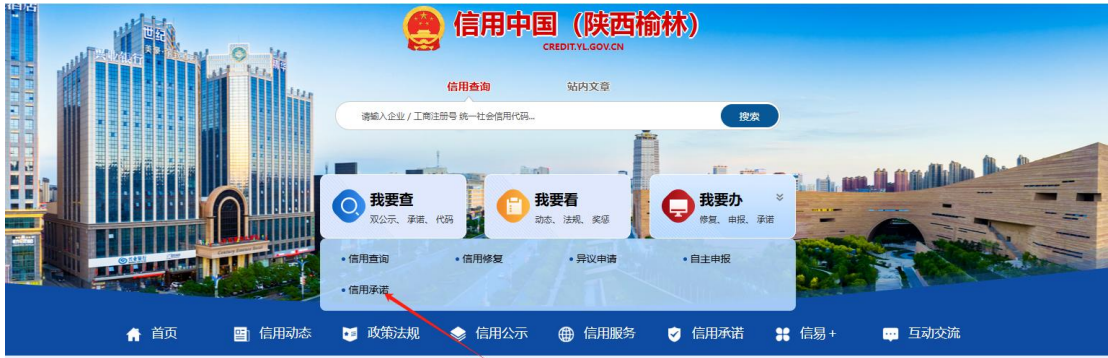 信用中国（陕西榆林）
CREDIT.YL.GOV.CN
信用查询 站内文章
请输入企业 / 工商注册号 统一社会信用代码... 搜索
我要查 我要看 我要办
双公示、承诺、代码 动态、法规、奖惩 修复、申报、承诺
• 信用查询 • 信用修复 • 异议申请 • 自主申报
• 信用承诺
首页 信用动态 政策法规 信用公示 信用服务 信用承诺 信易+ 互动交流
世纪